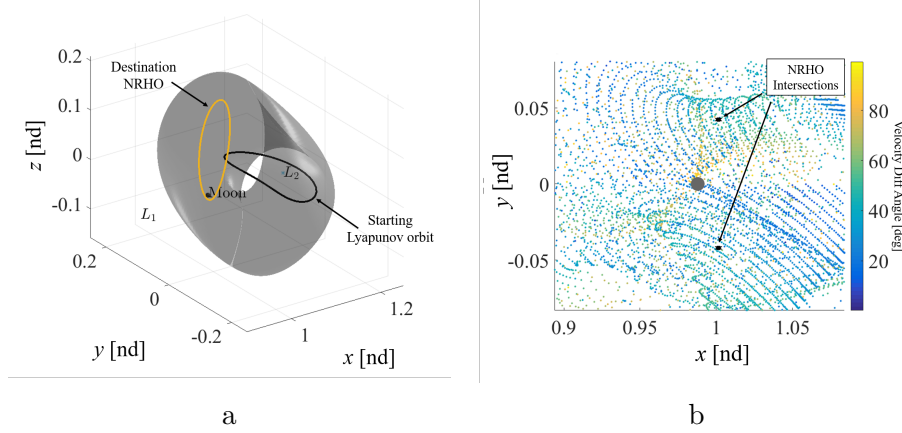 0.2
0.1
0
-0.1
z [nd]
Destination
NRHO
Moon
L2
L1
Starting
Lyapunov orbit
0.2
0
-0.2
y [nd]
1
1.2
x [nd]
a
0.05
0
-0.05
y [nd]
0.9
0.95
1
1.05
x [nd]
NRHO
Intersections
80
60
40
20
Velocity Diff Angle [deg]
b